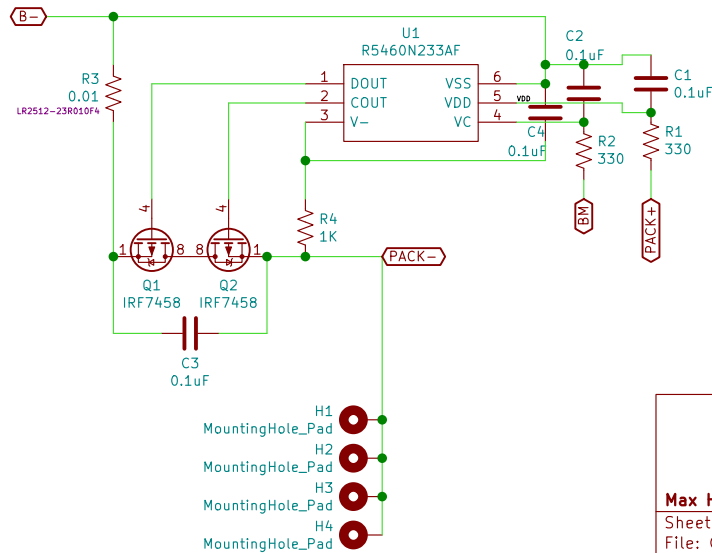 B-
R3
0.01
LR2512-23R010F4
U1
R5460N233AF
1 DOUT VSS 6
2 COUT VDD 5 VDD
3 V- VC 4
C2
0.1uF
C1
0.1uF
C4
0.1uF
R2
330
R1
330
BM
PACK+
4
4
R4
1K
1 8 8 1
PACK-
Q1
IRF7458
Q2
IRF7458
C3
0.1uF
H1
MountingHole_Pad
H2
MountingHole_Pad
H3
MountingHole_Pad
H4
MountingHole_Pad
Max
Sheet
File: